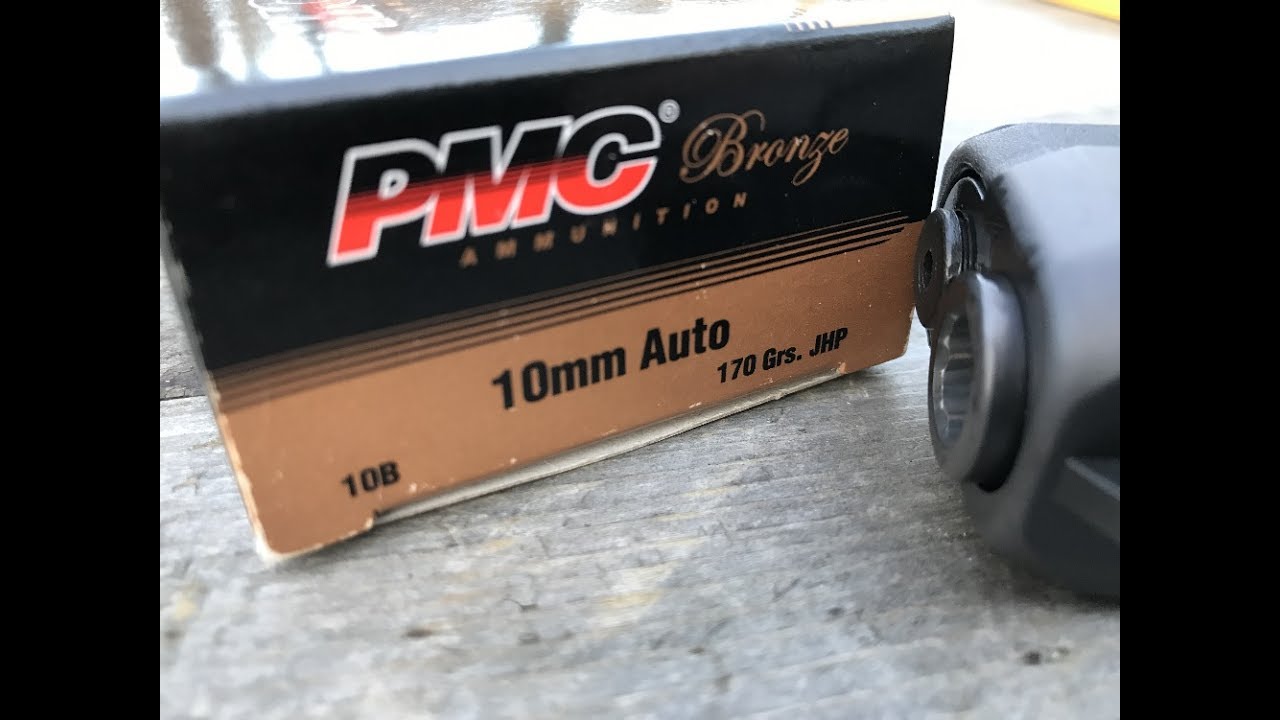 PMC© Bronze
AMMUNITION
10mm Auto
170 Grs. JHP
10B